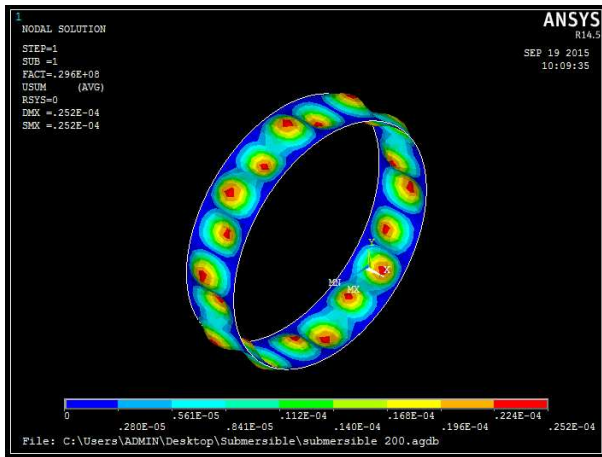 1
NODAL SOLUTION
STEP=1
SUB =1
FACT=.296E+08
USUM (AVG)
RSYS=0
DMX =.252E-04
SMX =.252E-04
ANSYS
R14.5
SEP 19 2015
10:09:35
Y
X
MN
MX
0 .561E-05 .112E-04 .168E-04 .224E-04
.280E-05 .841E-05 .140E-04 .196E-04 .252E-04
File: C:\Users\ADMIN\Desktop\Submersible\submersible 200.agdb